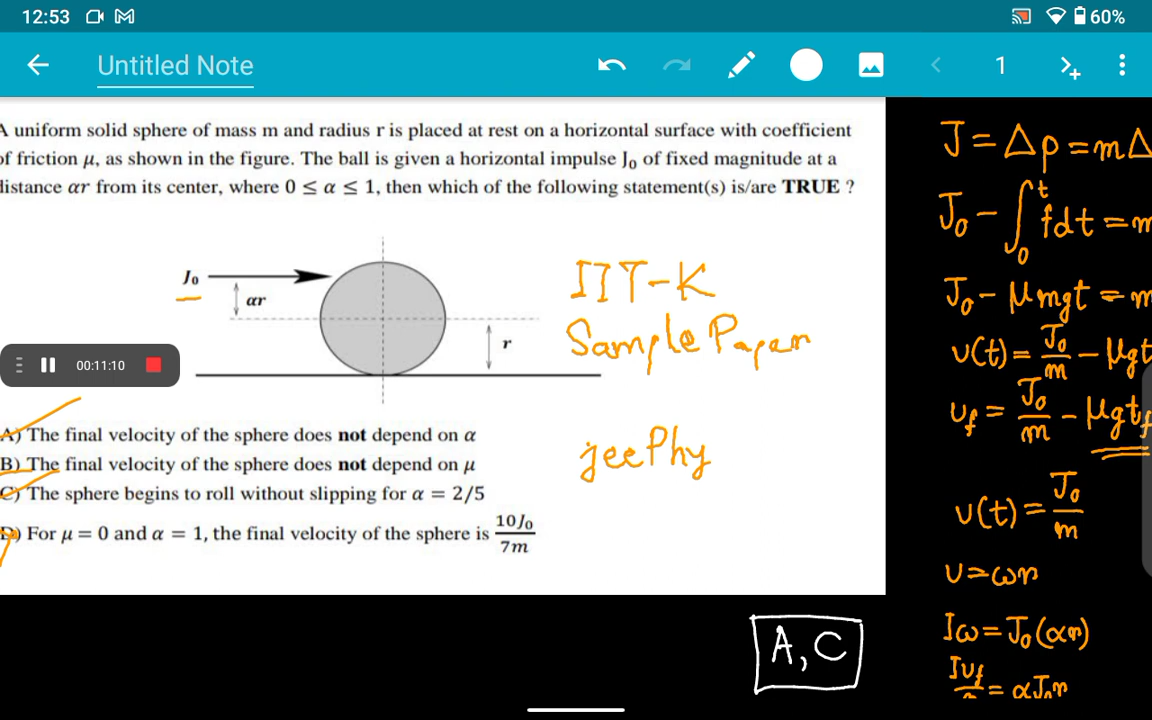 12:53
60%
Untitled Note
1
A uniform solid sphere of mass m and radius r is placed at rest on a horizontal surface with coefficient
of friction μ, as shown in the figure. The ball is given a horizontal impulse J₀ of fixed magnitude at a
distance αr from its center, where 0 ≤ α ≤ 1, then which of the following statement(s) is/are TRUE ?
J₀
αr
r
IIT-K
Sample Paper
jeePhy
00:11:10
A) The final velocity of the sphere does not depend on α
B) The final velocity of the sphere does not depend on μ
C) The sphere begins to roll without slipping for α = 2/5
D) For μ = 0 and α = 1, the final velocity of the sphere is 10J₀/7m
A, C
J = Δp = mΔ
J₀ - ∫₀ᵗ fdt = m
J₀ - μmgt = m
v(t) = J₀/m - μgt
v_f = J₀/m - μgt_f
v(t) = J₀/m
v = ωr
Iω = J₀(αr)
Iv_f/r = αJ₀r